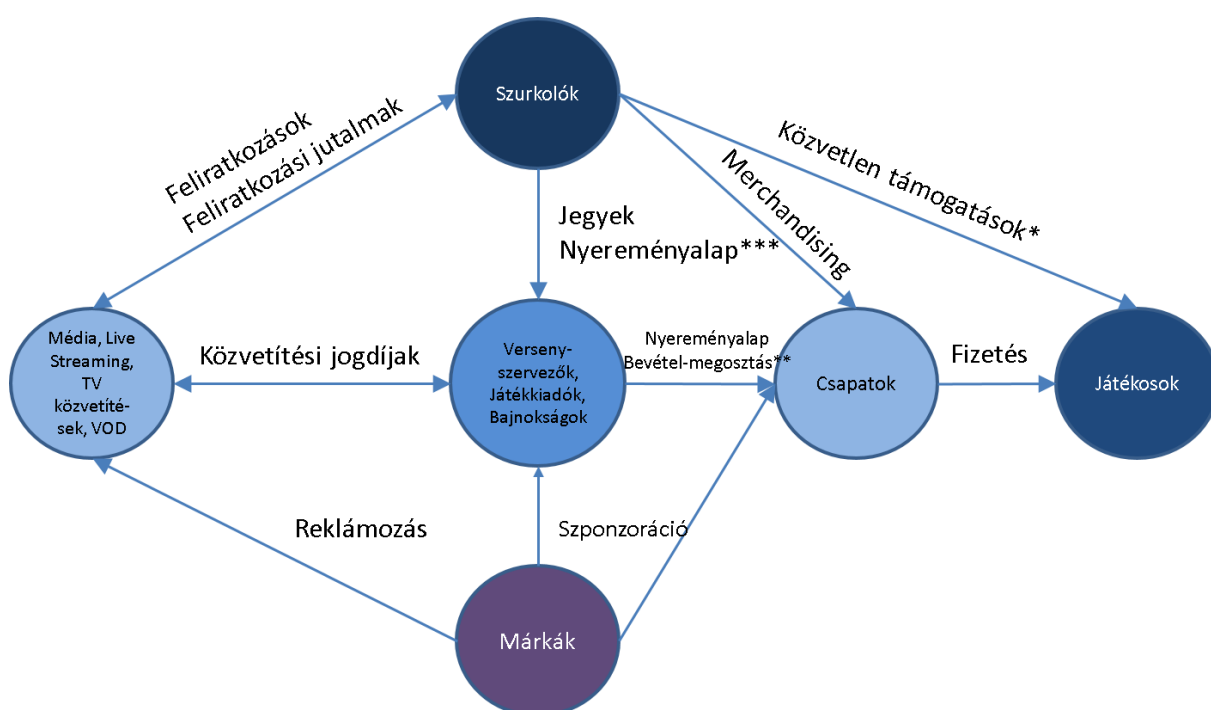 Szurkolók
Feliratkozások
Feliratkozási jutalmak
Közvetlen támogatások*
Merchandising
Jegyek
Nyereményalap***
Média, Live
Streaming,
TV
közvetíté-
sek, VOD
Közvetítési jogdíjak
Verseny-
szervezők,
Játékkiadók,
Bajnokságok
Nyereményalap
Bevétel-megosztás**
Csapatok
Fizetés
Játékosok
Reklámozás
Szponzoráció
Márkák